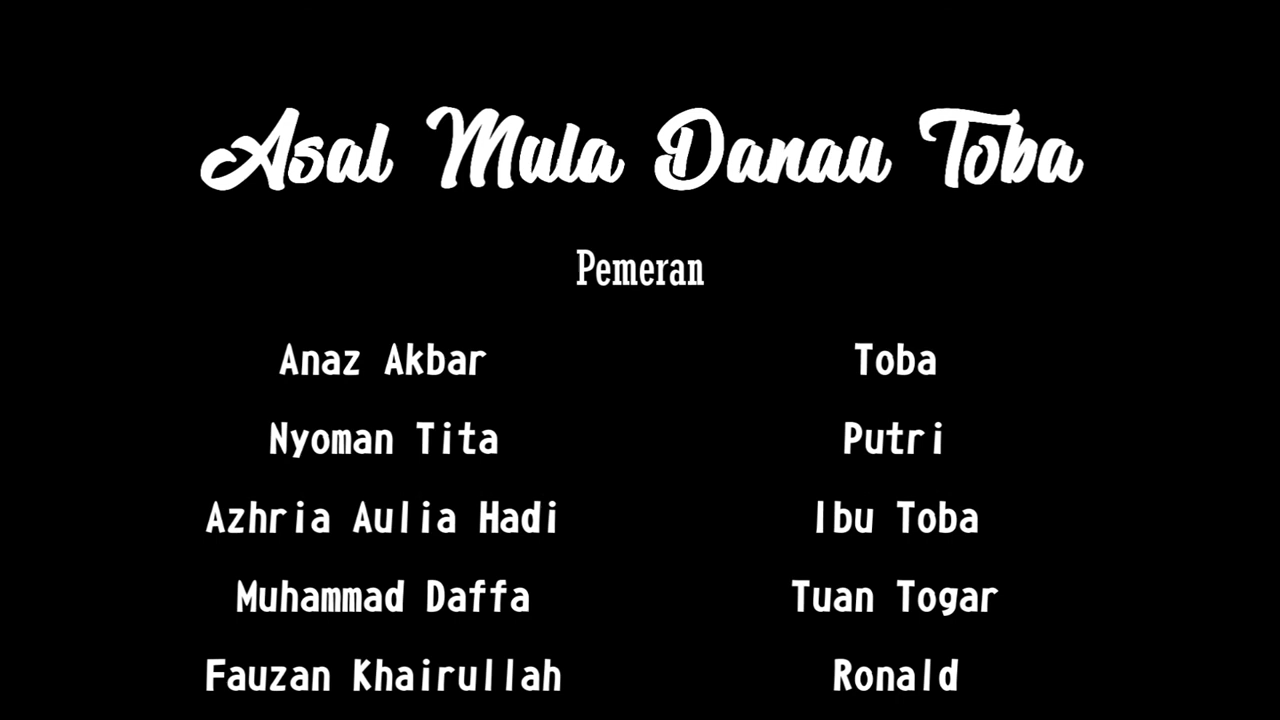 Asal Mula Danau Toba
Pemeran
Anaz Akbar Toba
Nyoman Tita Putri
Azhria Aulia Hadi Ibu Toba
Muhammad Daffa Tuan Togar
Fauzan Khairullah Ronald